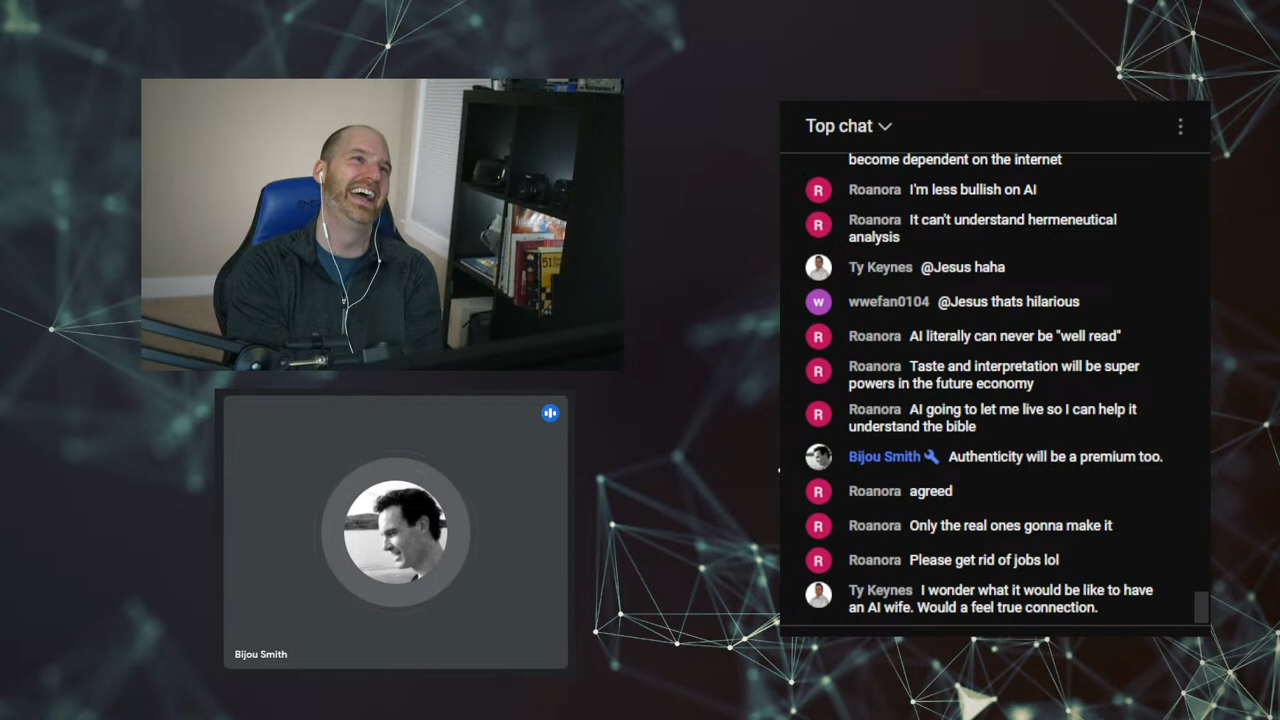 Top chat
become dependent on the internet
Roanora I'm less bullish on AI
Roanora It can't understand hermeneutical
analysis
Ty Keynes @Jesus haha
wwefan0104 @Jesus thats hilarious
Roanora AI literally can never be "well read"
Roanora Taste and interpretation will be super
powers in the future economy
Roanora AI going to let me live so I can help it
understand the bible
Bijou Smith Authenticity will be a premium too.
Roanora agreed
Roanora Only the real ones gonna make it
Roanora Please get rid of jobs lol
Ty Keynes I wonder what it would be like to have
an AI wife. Would a feel true connection.
R
R
W
R
R
R
R
R
R
51
Bijou Smith